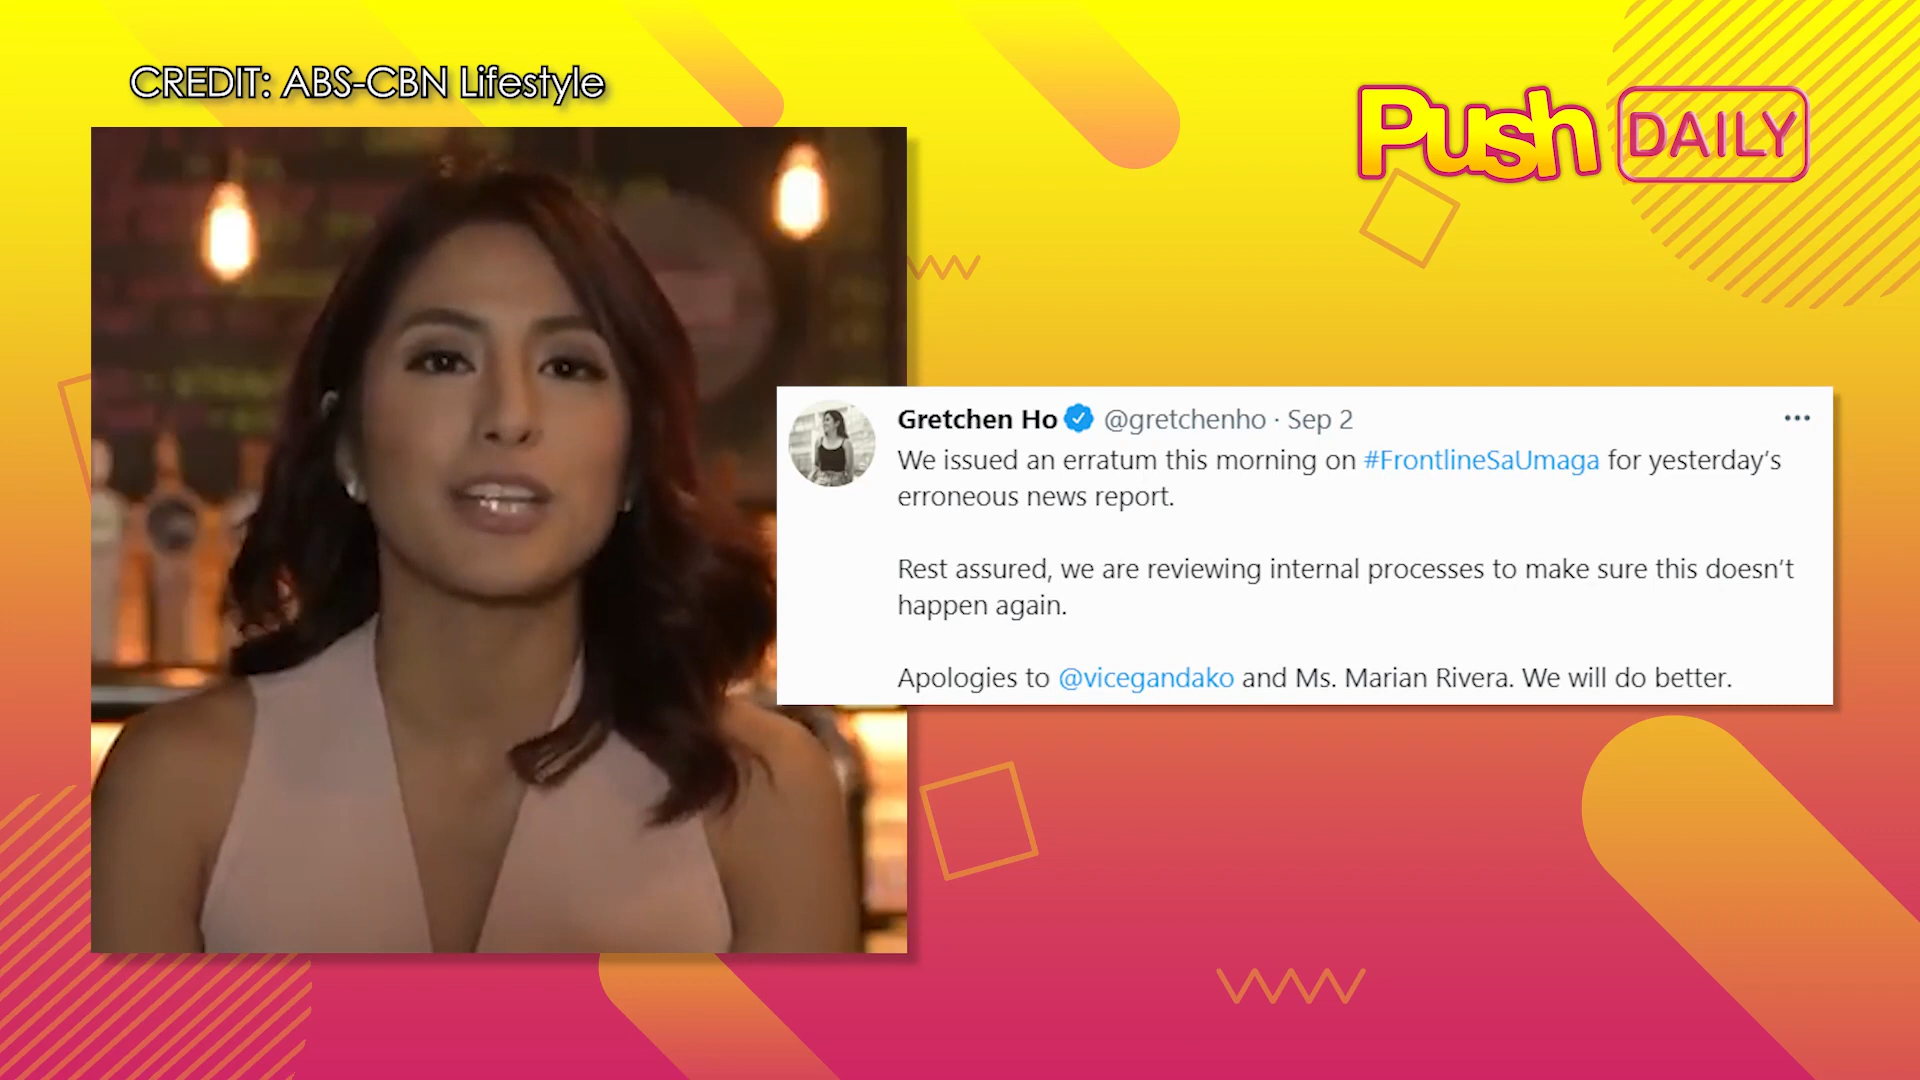 CREDIT: ABS-CBN Lifestyle
Push DAILY
Gretchen Ho @gretchenho · Sep 2
We issued an erratum this morning on #FrontlineSaUmaga for yesterday's
erroneous news report.
Rest assured, we are reviewing internal processes to make sure this doesn't
happen again.
Apologies to @vicegandako and Ms. Marian Rivera. We will do better.